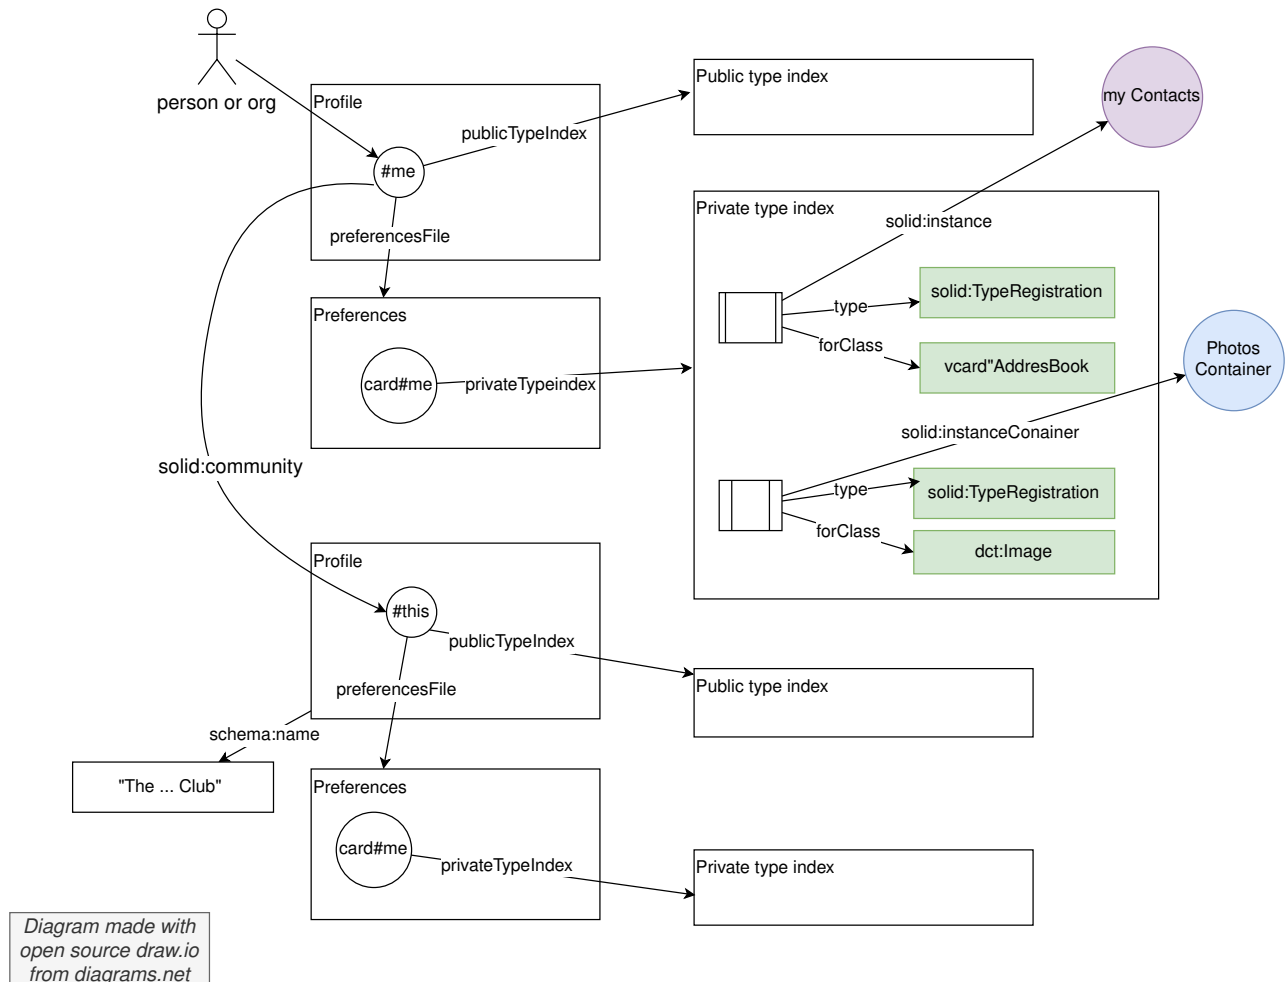 person or org
Profile
#me
publicTypeIndex
preferencesFile
Public type index
my Contacts
Private type index
solid:instance
type
solid:TypeRegistration
forClass
vcard"AddresBook
Photos
Container
solid:instanceConainer
type
solid:TypeRegistration
forClass
dct:Image
Preferences
card#me
privateTypeindex
solid:community
Profile
#this
publicTypeIndex
preferencesFile
Public type index
schema:name
"The ... Club"
Preferences
card#me
privateTypeIndex
Private type index
Diagram made with
open source draw.io
from diagrams.net